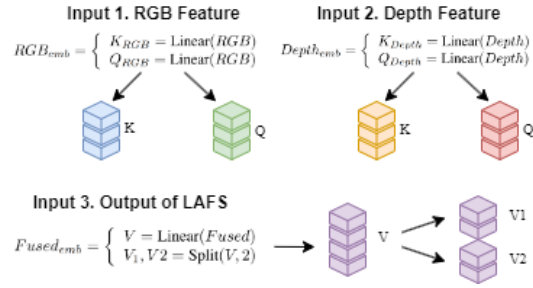 Input 1. RGB Feature
RGB_emb = { K_RGB = Linear(RGB)
Q_RGB = Linear(RGB)
K
Q
Input 2. Depth Feature
Depth_emb = { K_Depth = Linear(Depth)
Q_Depth = Linear(Depth)
K
Q
Input 3. Output of LAFS
Fused_emb = { V = Linear(Fused)
V_1, V2 = Split(V, 2)
V
V1
V2